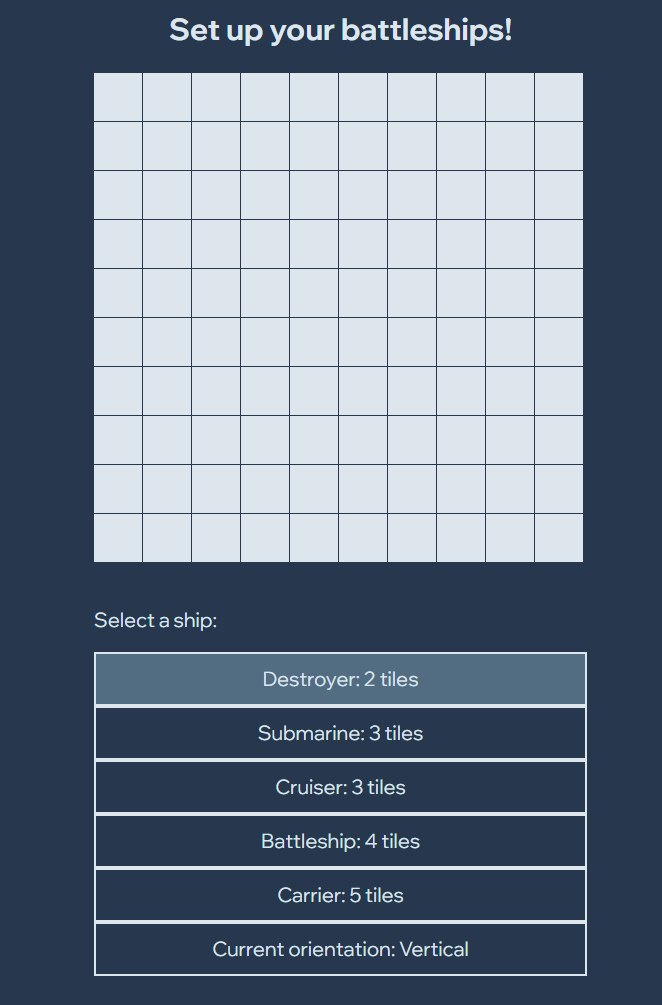 Set up your battleships!
Select a ship:
Destroyer: 2 tiles
Submarine: 3 tiles
Cruiser: 3 tiles
Battleship: 4 tiles
Carrier: 5 tiles
Current orientation: Vertical